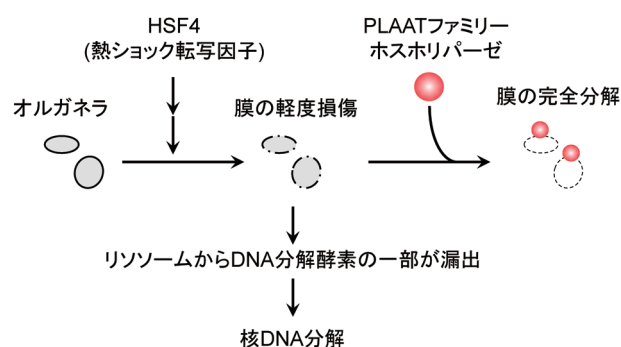 HSF4
(熱ショック転写因子)
PLAATファミリー
ホスホリパーゼ
オルガネラ
膜の軽度損傷
膜の完全分解
リソソームからDNA分解酵素の一部が漏出
核DNA分解